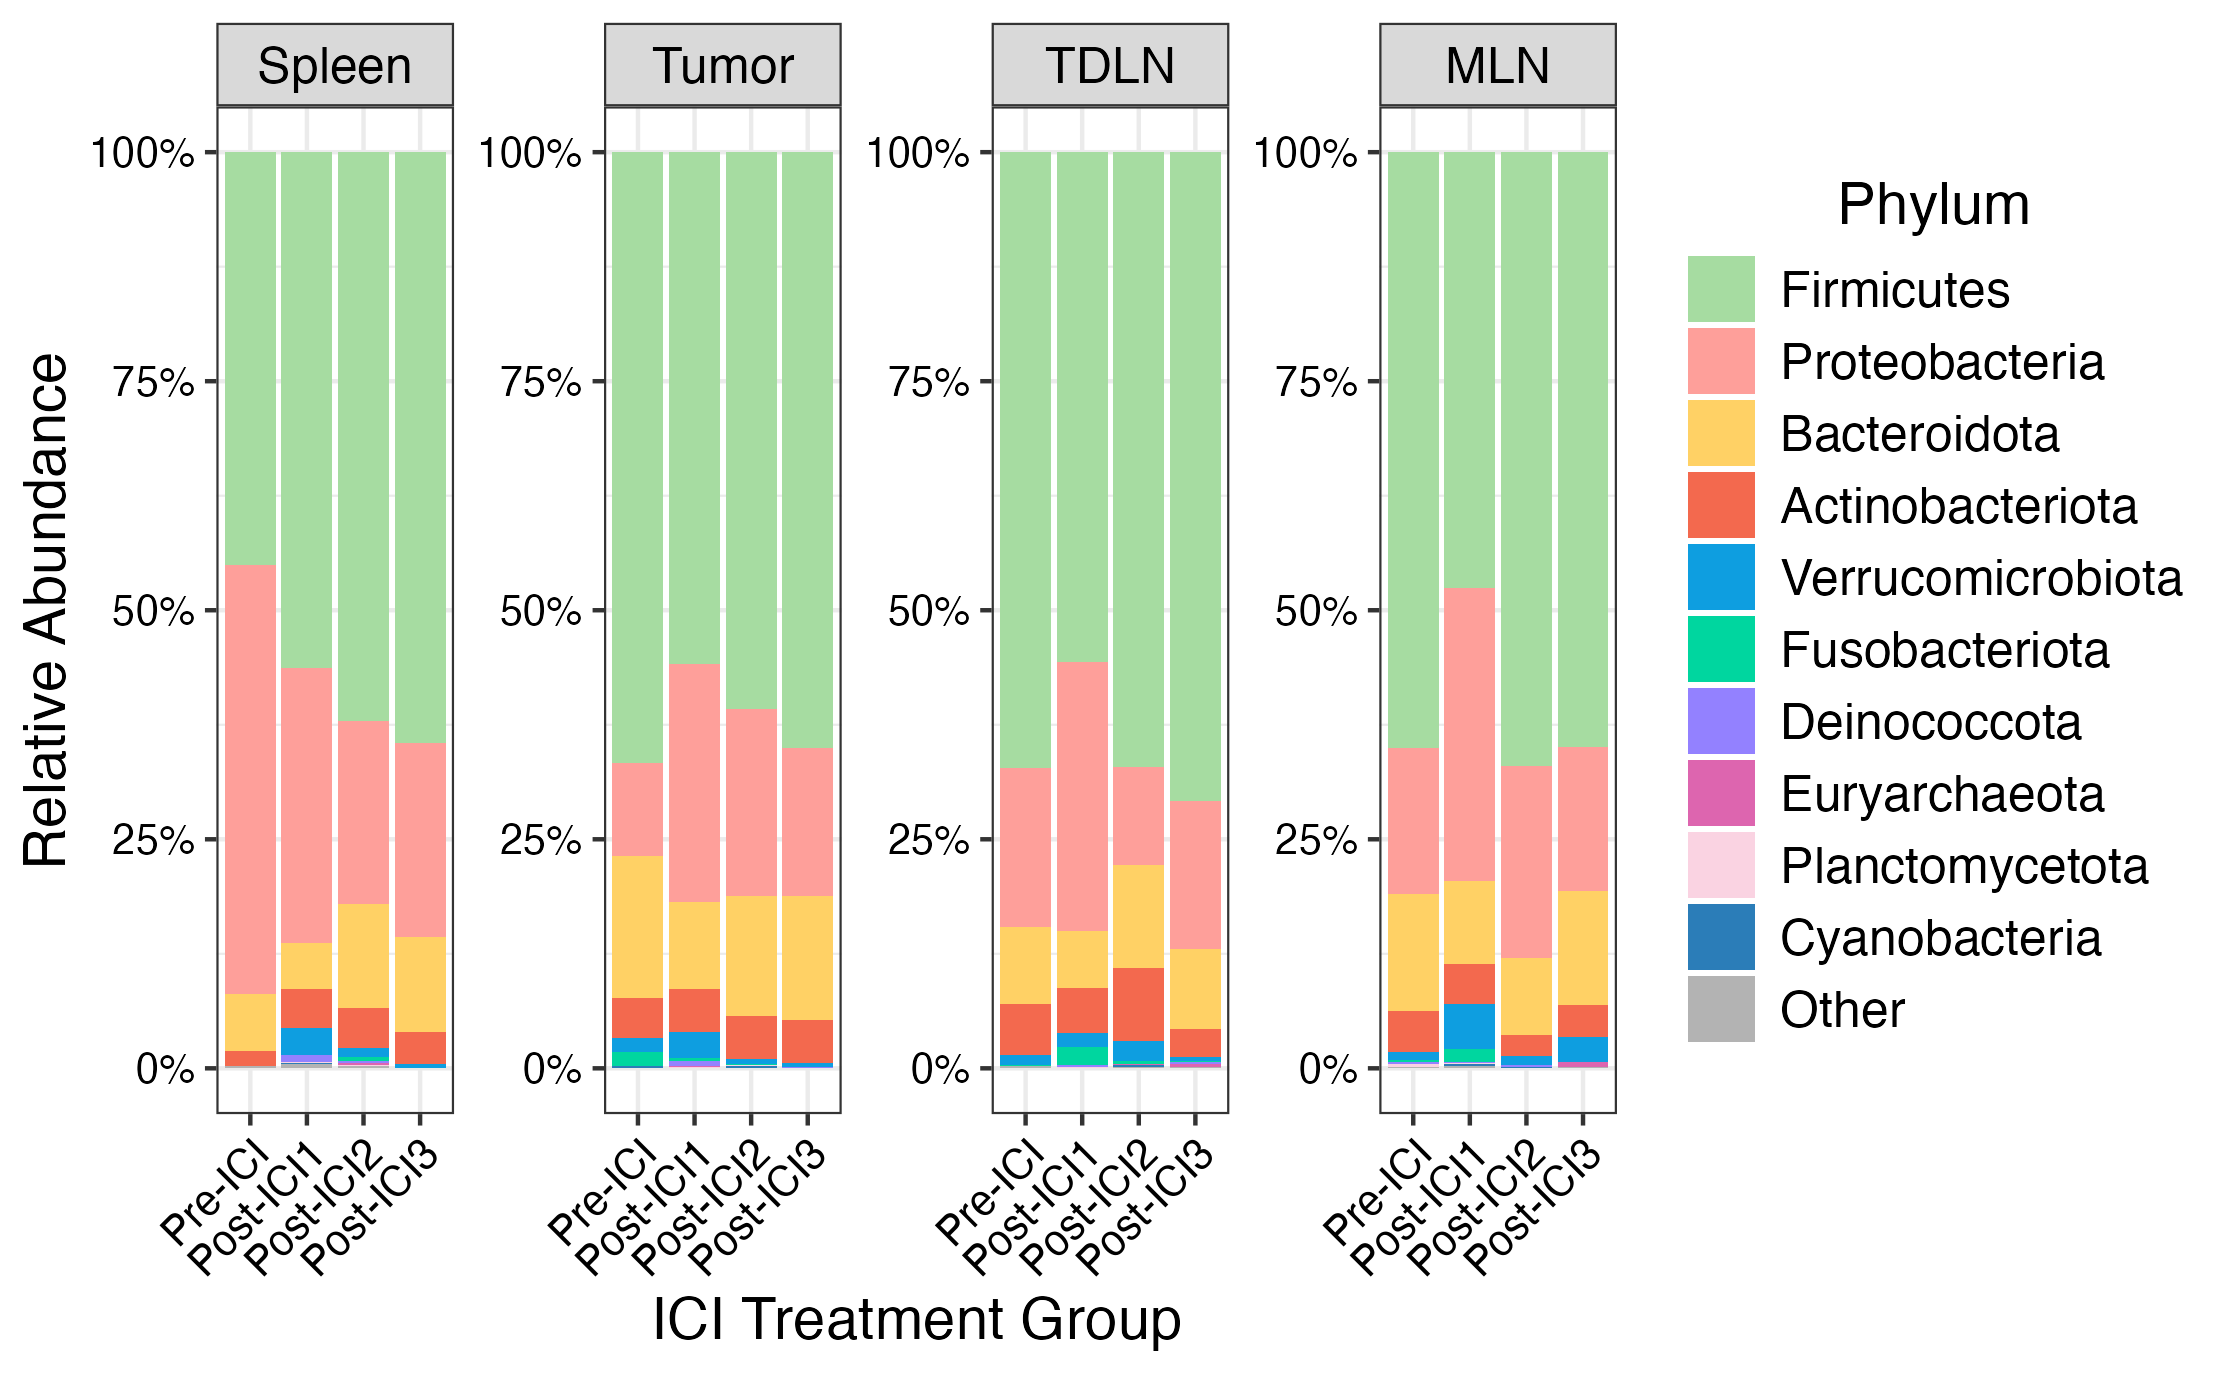 Spleen
Tumor
TDLN
MLN
Relative Abundance
100%
75%
50%
25%
0%
100%
75%
50%
25%
0%
100%
75%
50%
25%
0%
100%
75%
50%
25%
0%
Pre-ICI
Post-ICI1
Post-ICI2
Post-ICI3
Pre-ICI
Post-ICI1
Post-ICI2
Post-ICI3
Pre-ICI
Post-ICI1
Post-ICI2
Post-ICI3
Pre-ICI
Post-ICI1
Post-ICI2
Post-ICI3
ICI Treatment Group
Phylum
Firmicutes
Proteobacteria
Bacteroidota
Actinobacteriota
Verrucomicrobiota
Fusobacteriota
Deinococcota
Euryarchaeota
Planctomycetota
Cyanobacteria
Other